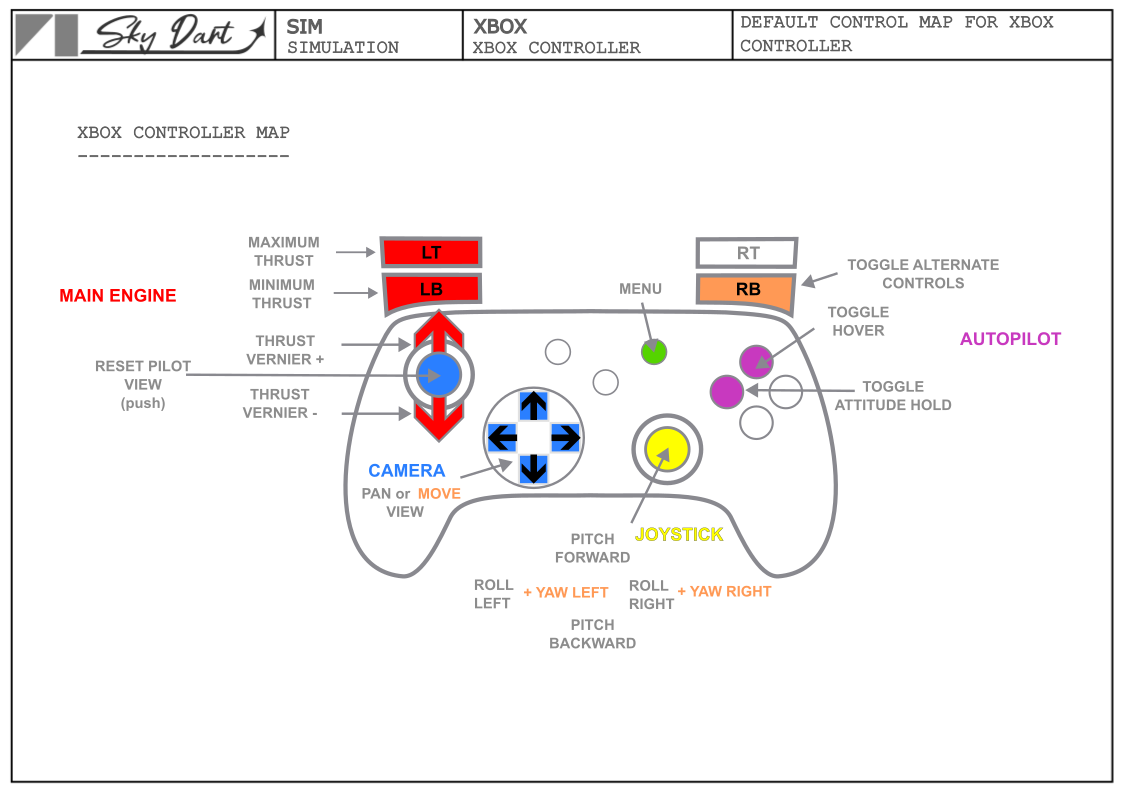 Sky Dart
SIM
SIMULATION
XBOX
XBOX CONTROLLER
DEFAULT CONTROL MAP FOR XBOX
CONTROLLER
XBOX CONTROLLER MAP
-------------------
MAXIMUM
THRUST
LT
RT
MINIMUM
THRUST
LB
RB
MAIN ENGINE
MENU
TOGGLE ALTERNATE
CONTROLS
TOGGLE
HOVER
AUTOPILOT
THRUST
VERNIER +
RESET PILOT
VIEW
(push)
THRUST
VERNIER -
TOGGLE
ATTITUDE HOLD
CAMERA
PAN or MOVE
VIEW
JOYSTICK
PITCH
FORWARD
ROLL
LEFT
+ YAW LEFT
ROLL
RIGHT
+ YAW RIGHT
PITCH
BACKWARD